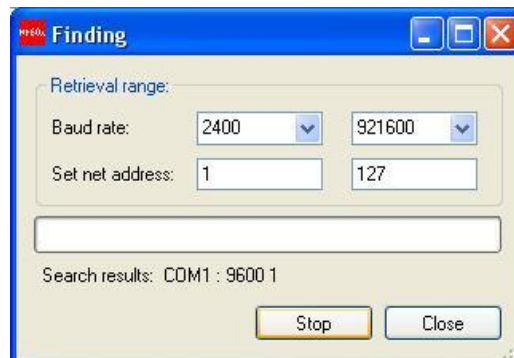 Finding
Retrieval range:
Baud rate: 2400 921600
Set net address: 1 127
Search results: COM1 : 9600 1
Stop Close